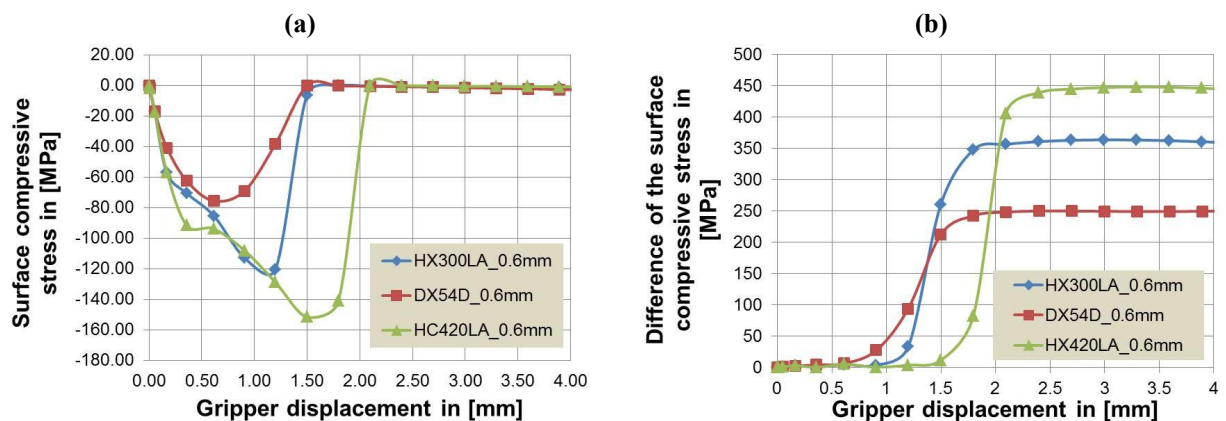 (a)
20.00
0.00
-20.00
-40.00
-60.00
-80.00
-100.00
-120.00
-140.00
-160.00
-180.00
Surface compressive
stress in [MPa]
HX300LA_0.6mm
DX54D_0.6mm
HC420LA_0.6mm
0.00 0.50 1.00 1.50 2.00 2.50 3.00 3.50 4.00
Gripper displacement in [mm]
(b)
500
450
400
350
300
250
200
150
100
50
0
Difference of the surface
compressive stress in
[MPa]
HX300LA_0.6mm
DX54D_0.6mm
HX420LA_0.6mm
0 0.5 1 1.5 2 2.5 3 3.5 4
Gripper displacement in [mm]